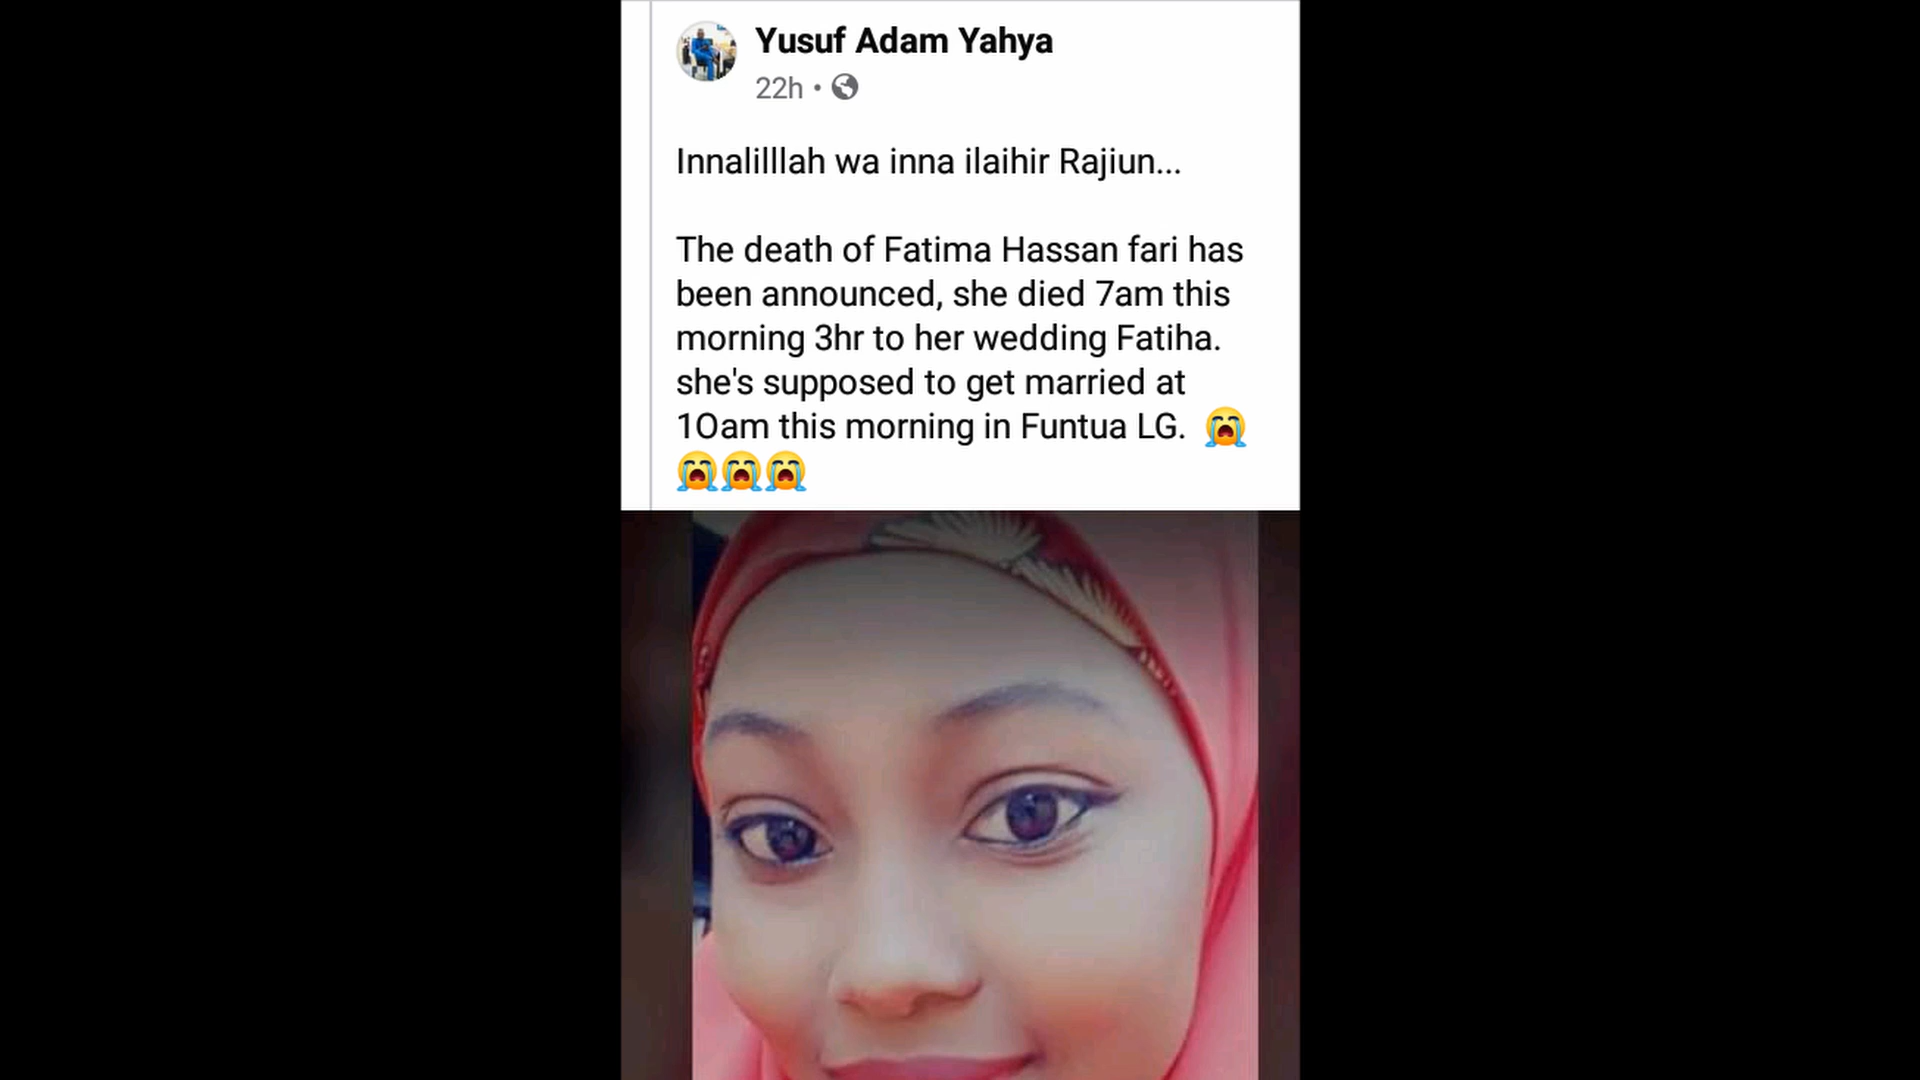 Yusuf Adam Yahya
22h •
Innalilllah wa inna ilaihir Rajiun...
The death of Fatima Hassan fari has
been announced, she died 7am this
morning 3hr to her wedding Fatiha.
she's supposed to get married at
1Oam this morning in Funtua LG. 😭
😭😭😭